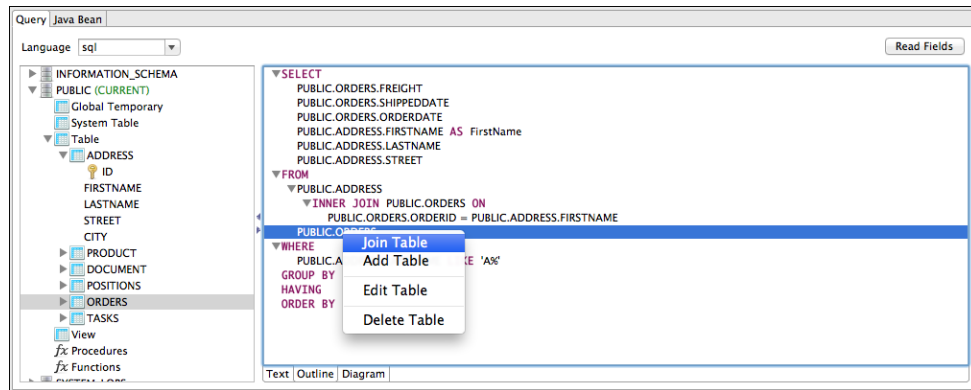 Query Java Bean
Language sql
Read Fields
INFORMATION_SCHEMA
PUBLIC (CURRENT)
Global Temporary
System Table
Table
ADDRESS
ID
FIRSTNAME
LASTNAME
STREET
CITY
PRODUCT
DOCUMENT
POSITIONS
ORDERS
TASKS
View
fx Procedures
fx Functions
SELECT
PUBLIC.ORDERS.FREIGHT
PUBLIC.ORDERS.SHIPPEDDATE
PUBLIC.ORDERS.ORDERDATE
PUBLIC.ADDRESS.FIRSTNAME AS FirstName
PUBLIC.ADDRESS.LASTNAME
PUBLIC.ADDRESS.STREET
FROM
PUBLIC.ADDRESS
INNER JOIN PUBLIC.ORDERS ON
PUBLIC.ORDERS.ORDERID = PUBLIC.ADDRESS.FIRSTNAME
PUBLIC.ORDERS
WHERE
PUBLIC.A 'A%'
GROUP BY
HAVING
ORDER BY
Join Table
Add Table
Edit Table
Delete Table
Text Outline Diagram